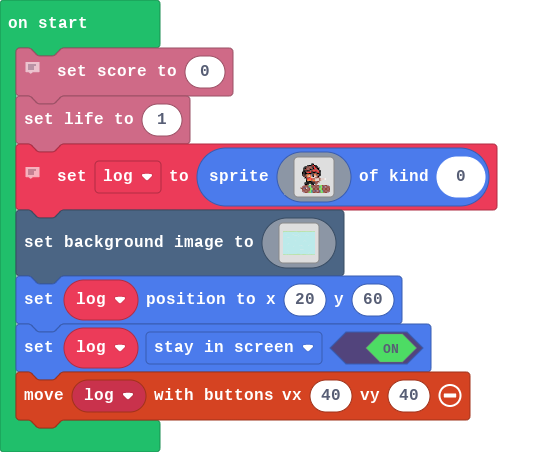 on start
set score to 0
set life to 1
set log to sprite of kind 0
set background image to
set log position to x 20 y 60
set log stay in screen ON
move log with buttons vx 40 vy 40